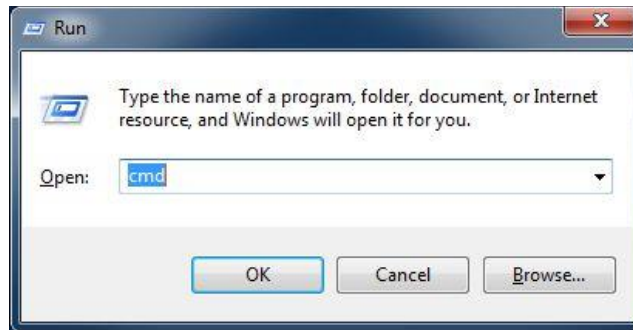 Run
Type the name of a program, folder, document, or Internet
resource, and Windows will open it for you.
Open: cmd
OK Cancel Browse...